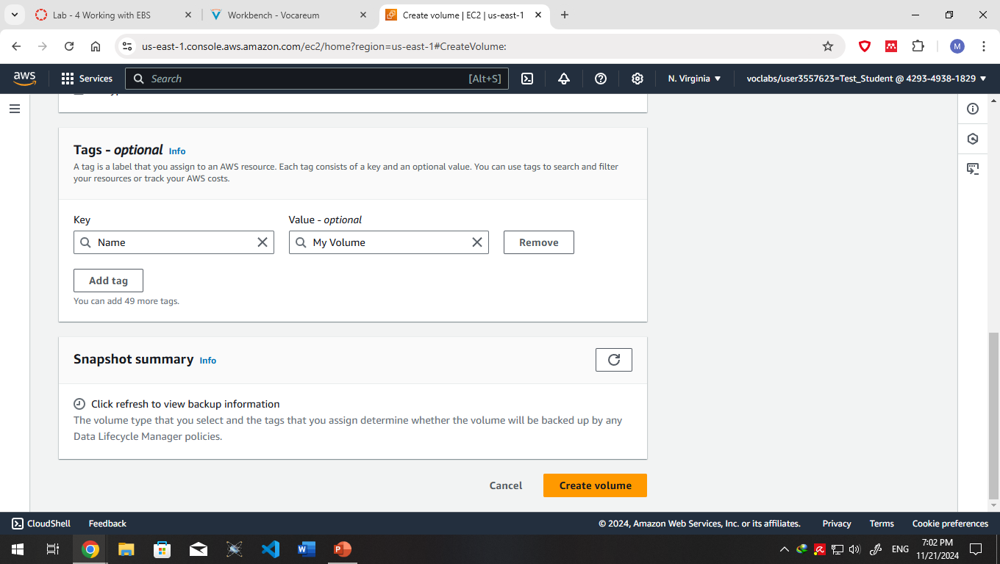 Lab - 4 Working with EBS
Workbench - Vocareum
Create volume | EC2 | us-east-1
us-east-1.console.aws.amazon.com/ec2/home?region=us-east-1#CreateVolume:
M
aws
Services
Search
[Alt+S]
N. Virginia
voclabs/user3557623=Test_Student @ 4293-4938-1829
Tags - optional Info
A tag is a label that you assign to an AWS resource. Each tag consists of a key and an optional value. You can use tags to search and filter
your resources or track your AWS costs.
Key
Value - optional
Name
My Volume
Remove
Add tag
You can add 49 more tags.
Snapshot summary Info
Click refresh to view backup information
The volume type that you select and the tags that you assign determine whether the volume will be backed up by any
Data Lifecycle Manager policies.
Cancel
Create volume
CloudShell
Feedback
© 2024, Amazon Web Services, Inc. or its affiliates.
Privacy
Terms
Cookie preferences
ENG
7:02 PM
11/21/2024